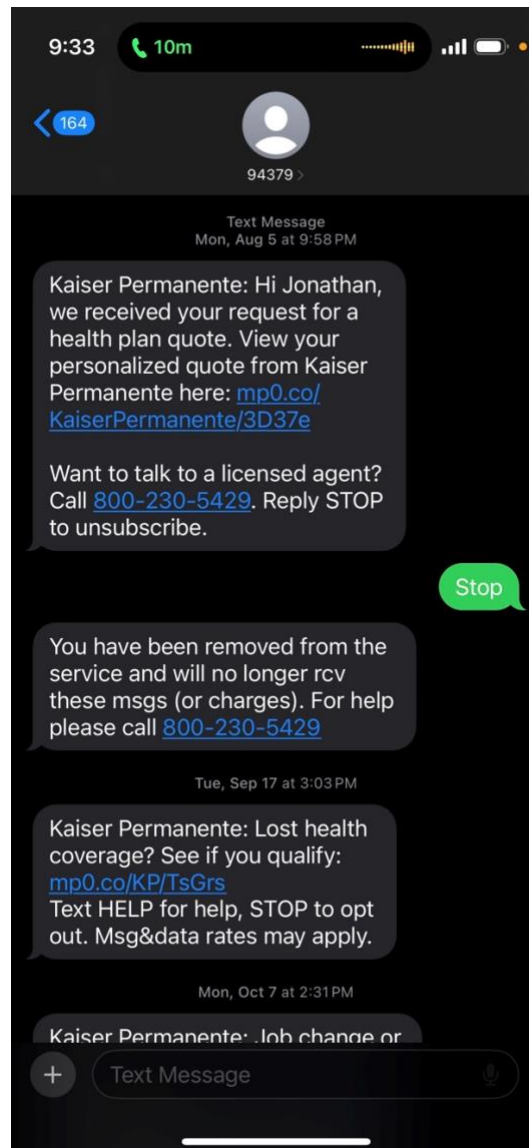 9:33
10m
164
94379
Text Message
Mon, Aug 5 at 9:58 PM
Kaiser Permanente: Hi Jonathan,
we received your request for a
health plan quote. View your
personalized quote from Kaiser
Permanente here: mp0.co/
KaiserPermanente/3D37e
Want to talk to a licensed agent?
Call 800-230-5429. Reply STOP
to unsubscribe.
Stop
You have been removed from the
service and will no longer rcv
these msgs (or charges). For help
please call 800-230-5429
Tue, Sep 17 at 3:03 PM
Kaiser Permanente: Lost health
coverage? See if you qualify:
mp0.co/KP/TsGrs
Text HELP for help, STOP to opt
out. Msg&data rates may apply.
Mon, Oct 7 at 2:31 PM
Kaiser Permanente: Job change or
Text Message